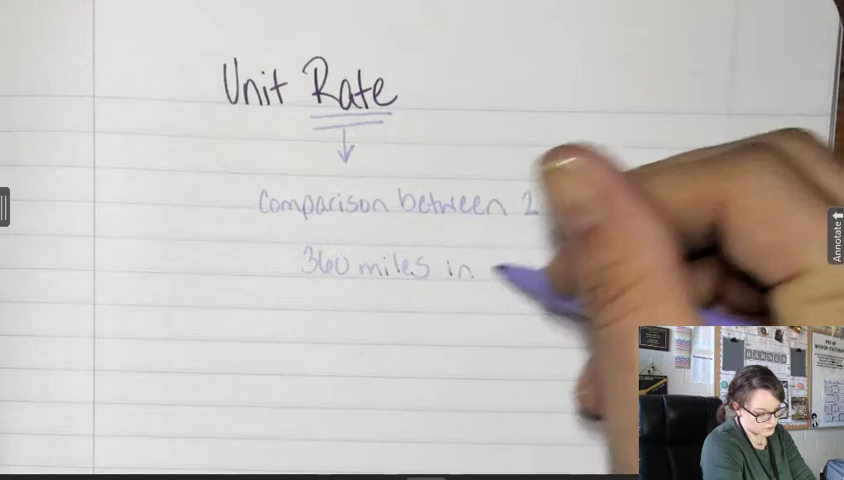 Unit Rate
comparison between 2
360 miles in
Annotate